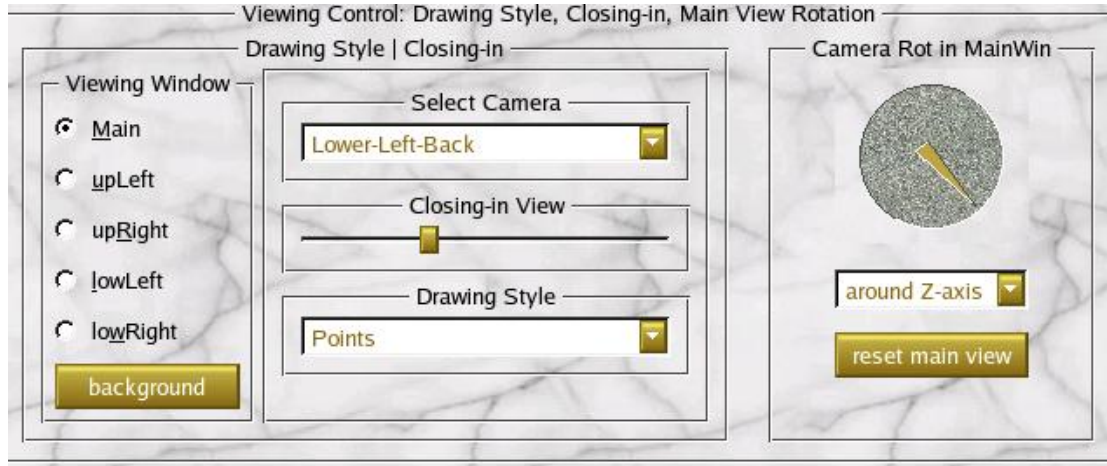 Viewing Control: Drawing Style, Closing-in, Main View Rotation
Drawing Style | Closing-in
Camera Rot in MainWin
Viewing Window
Main
upLeft
upRight
lowLeft
lowRight
background
Select Camera
Lower-Left-Back
Closing-in View
Drawing Style
Points
around Z-axis
reset main view